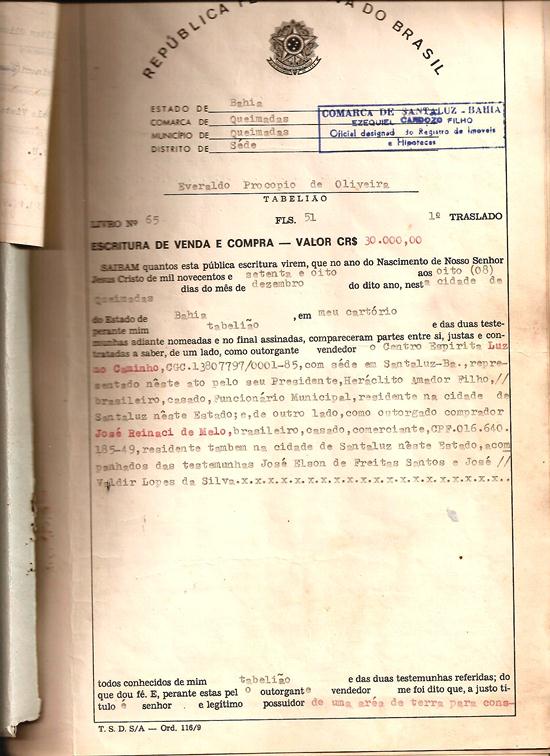 REPÚBLICA DO BRASIL
ESTADO DE Bahia
COMARCA DE Queimadas
MUNICÍPIO DE Queimadas
DISTRITO DE Séde
COMARCA DE SANTALUZ - BAHIA
EZEQUIEL CARDOZO FILHO
Oficial designad do Registro de Imoveis
e Hipotecas
Everaldo Procopio de Oliveira
TABELIÃO
LIVRO Nº 65 FLS. 51 1º TRASLADO
ESCRITURA DE VENDA E COMPRA — VALOR CR$ 30.000,00
SAIBAM quantos esta pública escritura virem, que no ano do Nascimento de Nosso Senhor
Jesus Cristo de mil novecentos e setenta e oito aos oito (08)
dias do mês de dezembro do dito ano, nesta cidade de
Queimadas
do Estado de Bahia , em meu cartório
perante mim tabelião e das duas teste-
munhas adiante nomeadas e no final assinadas, compareceram partes entre si, justas e con-
tratadas a saber, de um lado, como outorgante vendedor o Centro Espirita Luz
no Caminho,CGC.13807797/0001-85,com séde em Santaluz-Ba.,repre-
sentado nêste ato pelo seu Presidente,Heráclito Amador Filho,//
brasileiro,casado,Funcionário Municipal,residente na cidade de
Santaluz nêste Estado;e,de outro lado,como outorgado comprador
José Reinaci de Melo,brasileiro,casado,comerciante,CPF.016.640.
185-49,residente tambem na cidade de Santaluz nêste Estado,acom
panhados das testemunhas José Elson de Freitas Santos e José //
Valdir Lopes da Silva.x.x.x.x.x.x.x.x.x.x.x.x.x.x.x.x.x.x.x.x..
todos conhecidos de mim tabelião e das duas testemunhas referidas; do
que dou fé. E, perante estas pel o outorgante vendedor me foi dito que, a justo tí-
tulo é senhor . e legítimo possuidor de uma aréa de terra para cons-
T. S. D. S/A — Ord. 116/9